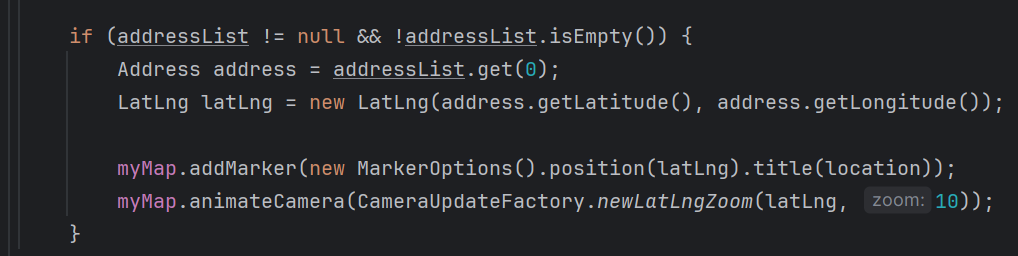 if (addressList != null && !addressList.isEmpty()) {
Address address = addressList.get(0);
LatLng latLng = new LatLng(address.getLatitude(), address.getLongitude());
myMap.addMarker(new MarkerOptions().position(latLng).title(location));
myMap.animateCamera(CameraUpdateFactory.newLatLngZoom(latLng, zoom: 10));
}